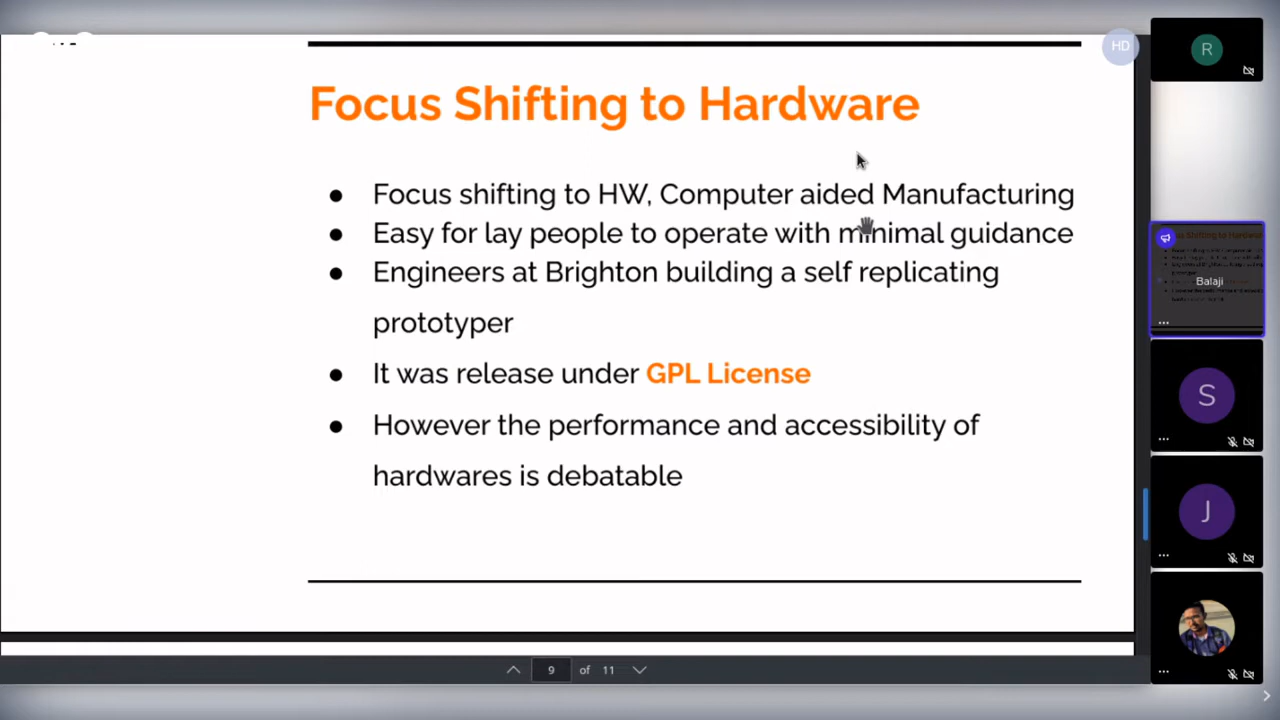 HD
R
Focus Shifting to Hardware
● Focus shifting to HW, Computer aided Manufacturing
● Easy for lay people to operate with minimal guidance
● Engineers at Brighton building a self replicating
prototyper
● It was release under GPL License
● However the performance and accessibility of
hardwares is debatable
Balaji
S
J
9 of 11